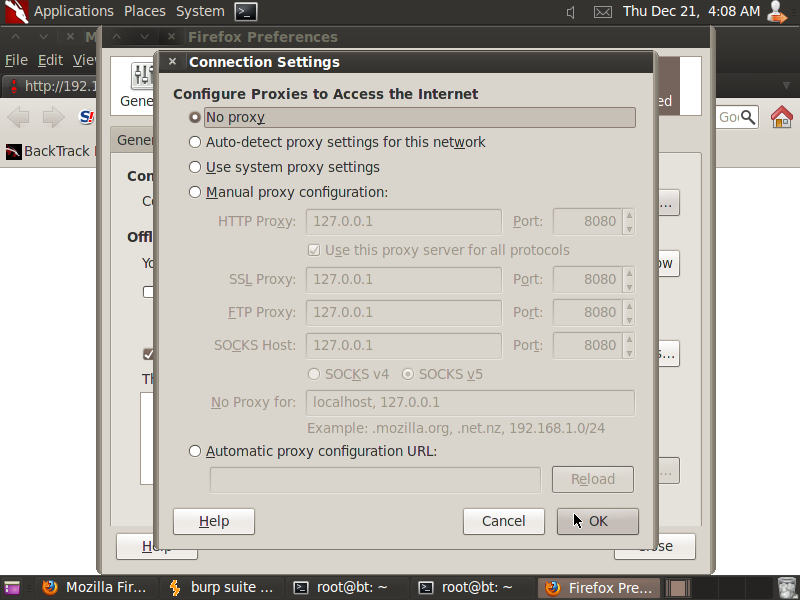 Applications Places System Thu Dec 21, 4:08 AM
Firefox Preferences
File Edit View
http://192.1
Connection Settings
Configure Proxies to Access the Internet
No proxy
Auto-detect proxy settings for this network
Use system proxy settings
Manual proxy configuration:
HTTP Proxy: 127.0.0.1 Port: 8080
Use this proxy server for all protocols
SSL Proxy: 127.0.0.1 Port: 8080
FTP Proxy: 127.0.0.1 Port: 8080
SOCKS Host: 127.0.0.1 Port: 8080
SOCKS v4 SOCKS v5
No Proxy for: localhost, 127.0.0.1
Example: .mozilla.org, .net.nz, 192.168.1.0/24
Automatic proxy configuration URL:
Reload
Help Cancel OK
BackTrack
Mozilla Fir... burp suite ... root@bt: ~ root@bt: ~ Firefox Pre...